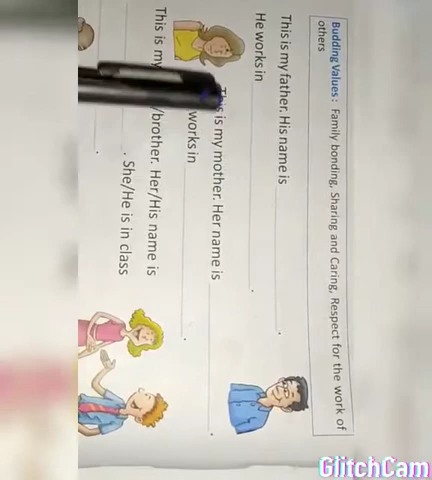 Budding Values : Family bonding, Sharing and Caring, Respect for the work of
others
This is my father. His name is .
He works in .
This is my mother. Her name is .
works in .
This is my /brother. Her/His name is
. She/He is in class
.
GlitchCam